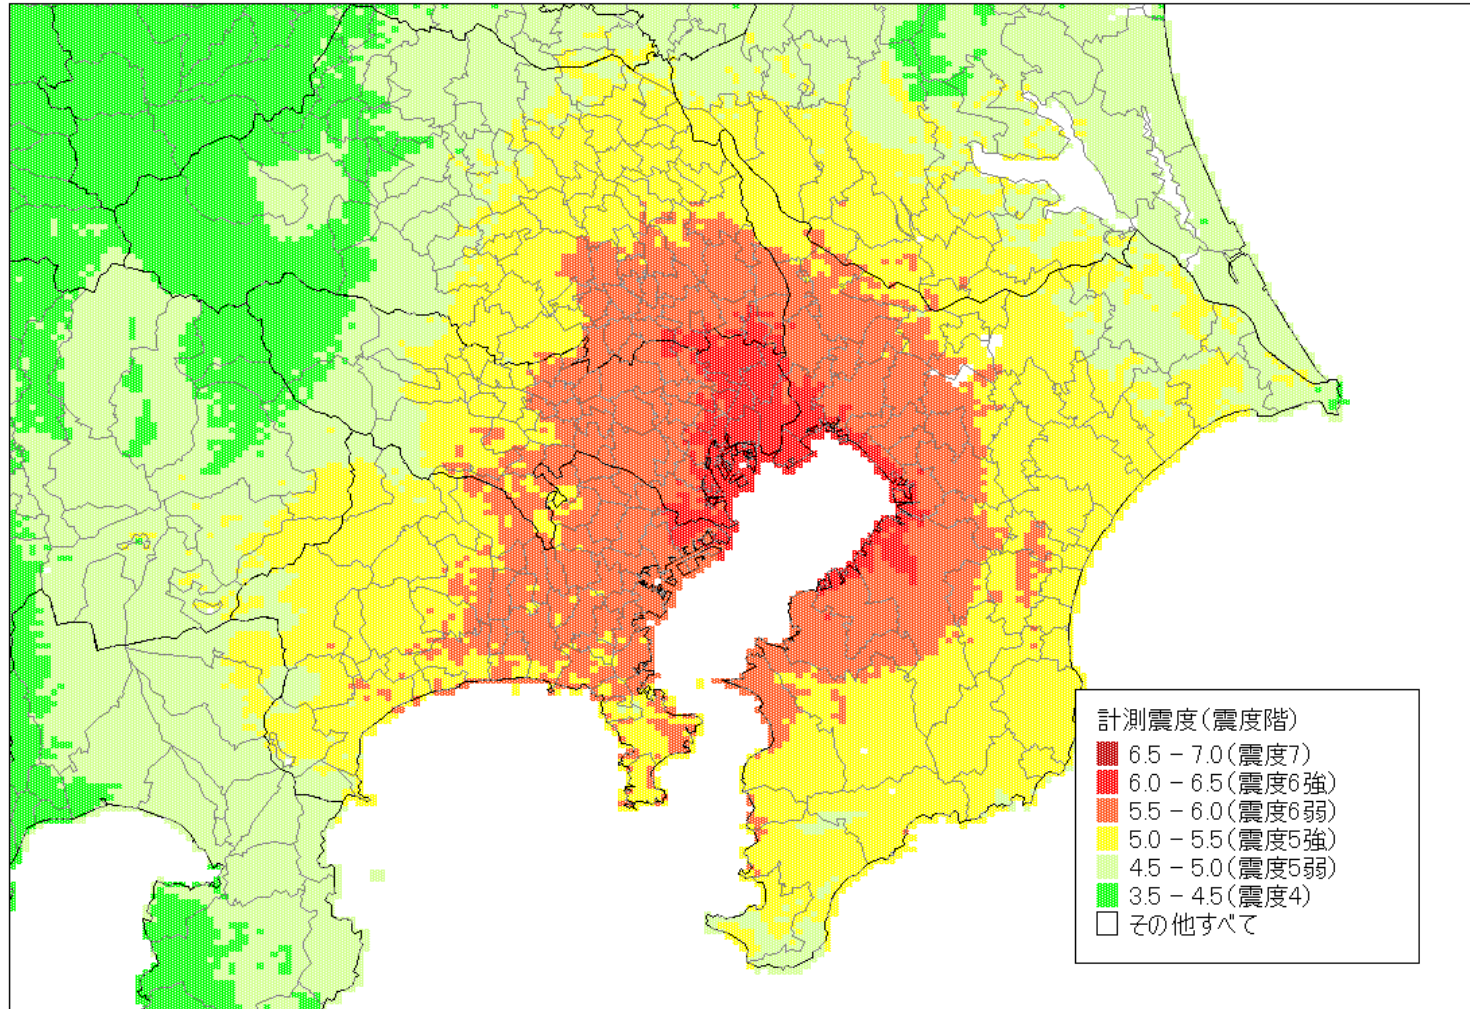 計測震度(震度階)
6.5 - 7.0(震度7)
6.0 - 6.5(震度6強)
5.5 - 6.0(震度6弱)
5.0 - 5.5(震度5強)
4.5 - 5.0(震度5弱)
3.5 - 4.5(震度4)
その他すべて